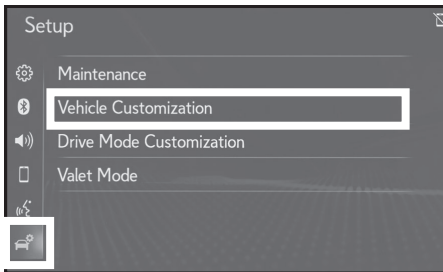 Setup
Maintenance
Vehicle Customization
Drive Mode Customization
Valet Mode